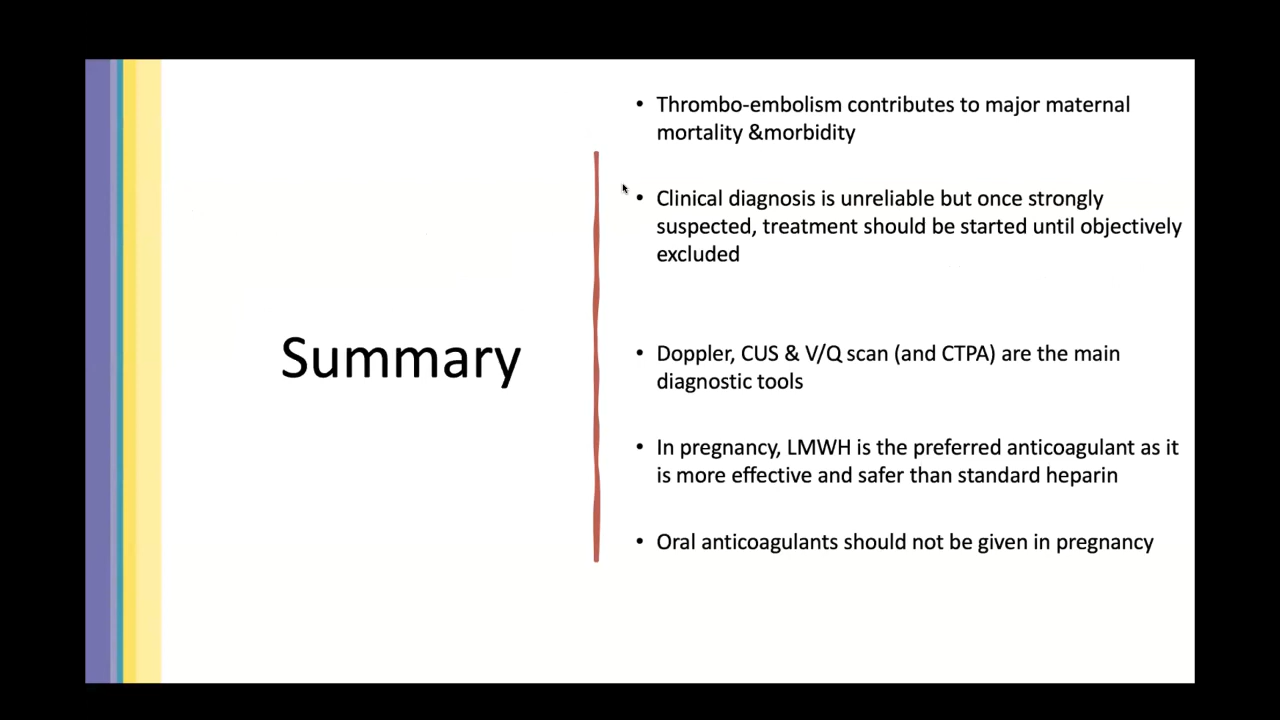 Summary
• Thrombo-embolism contributes to major maternal
mortality &morbidity
• Clinical diagnosis is unreliable but once strongly
suspected, treatment should be started until objectively
excluded
• Doppler, CUS & V/Q scan (and CTPA) are the main
diagnostic tools
• In pregnancy, LMWH is the preferred anticoagulant as it
is more effective and safer than standard heparin
• Oral anticoagulants should not be given in pregnancy